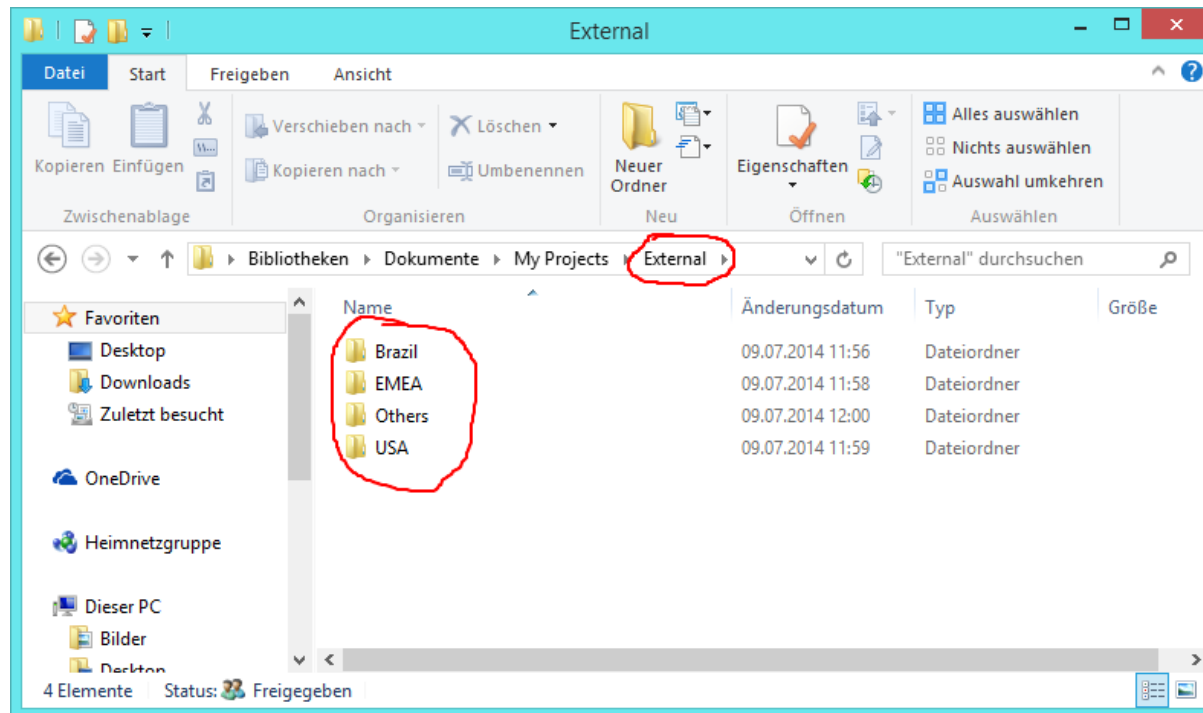 External
Datei Start Freigeben Ansicht
Kopieren Einfügen
Verschieben nach
Kopieren nach
Löschen
Umbenennen
Neuer
Ordner
Eigenschaften
Alles auswählen
Nichts auswählen
Auswahl umkehren
Zwischenablage Organisieren Neu Öffnen Auswählen
Bibliotheken Dokumente My Projects External "External" durchsuchen
Favoriten
Desktop
Downloads
Zuletzt besucht
OneDrive
Heimnetzgruppe
Dieser PC
Bilder
Desktop
Name Änderungsdatum Typ Größe
Brazil 09.07.2014 11:56 Dateiordner
EMEA 09.07.2014 11:58 Dateiordner
Others 09.07.2014 12:00 Dateiordner
USA 09.07.2014 11:59 Dateiordner
4 Elemente Status: Freigegeben